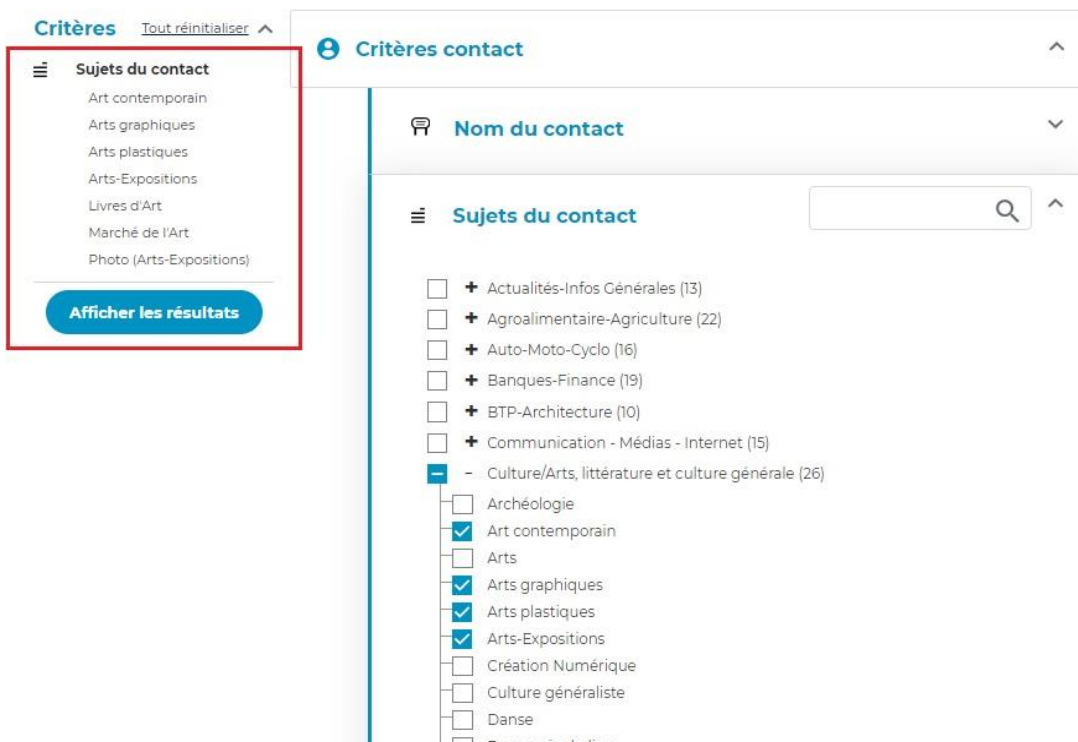 Critères Tout réinitialiser
Sujets du contact
Art contemporain
Arts graphiques
Arts plastiques
Arts-Expositions
Livres d'Art
Marché de l'Art
Photo (Arts-Expositions)
Afficher les résultats
Critères contact
Nom du contact
Sujets du contact
Actualités-Infos Générales (13)
Agroalimentaire-Agriculture (22)
Auto-Moto-Cyclo (16)
Banques-Finance (19)
BTP-Architecture (10)
Communication - Médias - Internet (15)
Culture/Arts, littérature et culture générale (26)
Archéologie
Art contemporain
Arts
Arts graphiques
Arts plastiques
Arts-Expositions
Création Numérique
Culture généraliste
Danse